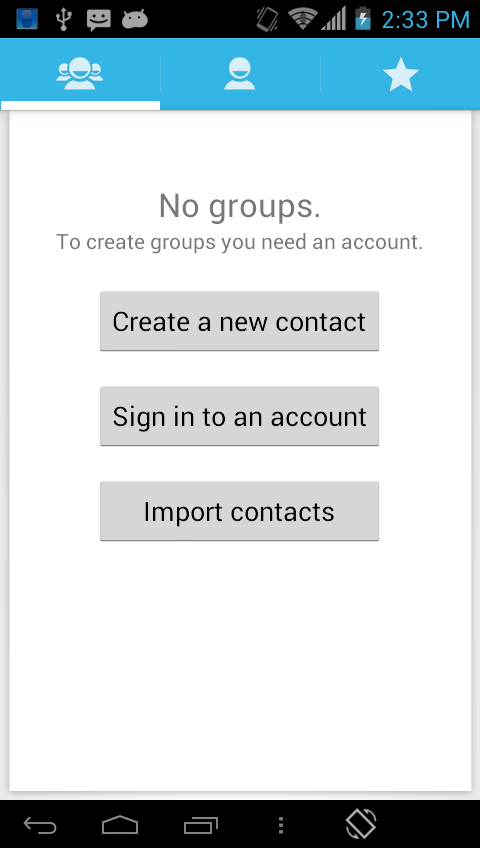 2:33 PM
No groups.
To create groups you need an account.
Create a new contact
Sign in to an account
Import contacts